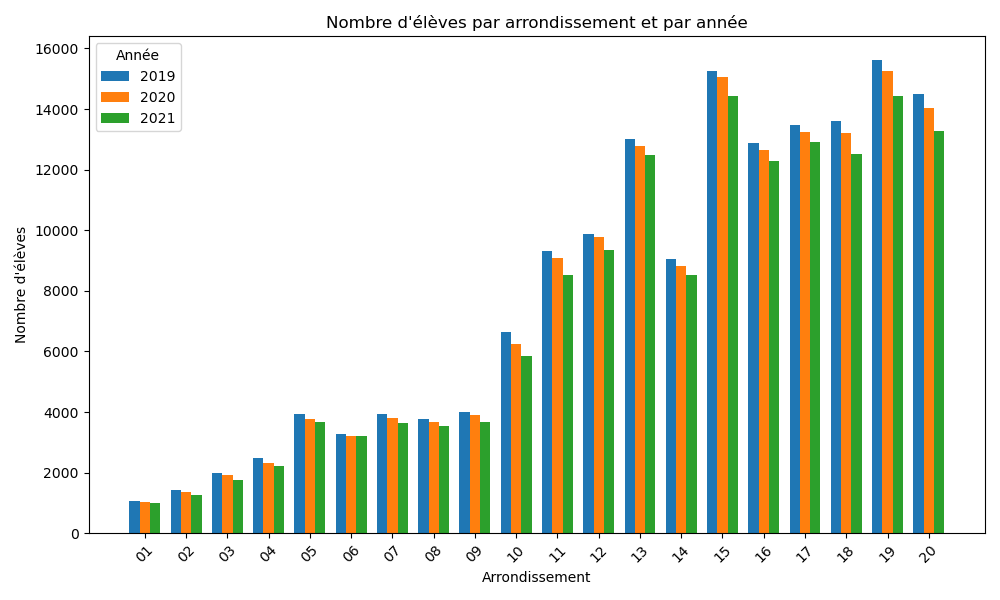 Nombre d'élèves par arrondissement et par année
Année
2019
2020
2021
Nombre d'élèves
16000
14000
12000
10000
8000
6000
4000
2000
0
01 02 03 04 05 06 07 08 09 10 11 12 13 14 15 16 17 18 19 20
Arrondissement